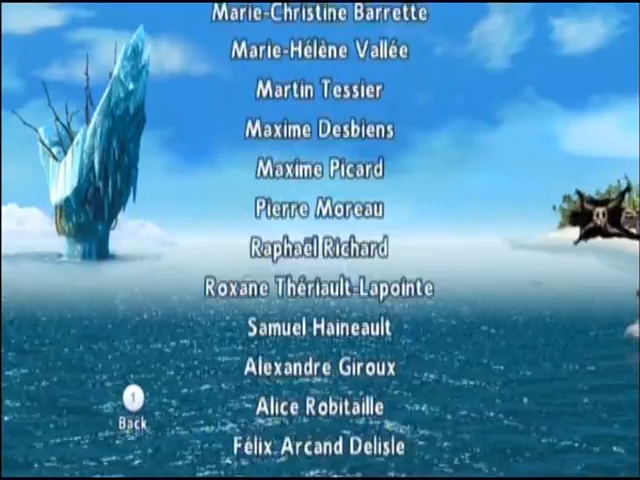 Marie-Christine Barrette
Marie-Hélène Vallée
Martin Tessier
Maxime Desbiens
Maxime Picard
Pierre Moreau
Raphaël Richard
Roxane Thériault-Lapointe
Samuel Haineault
Alexandre Giroux
Alice Robitaille
Félix Arcand Delisle
1
Back